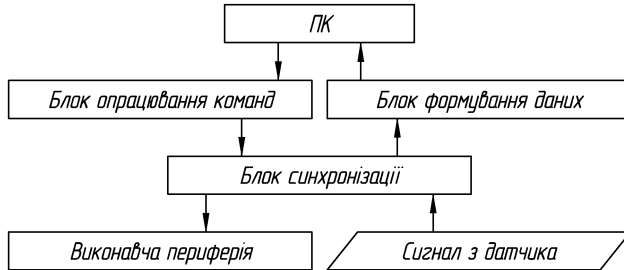 ПК
Блок опрацювання команд
Блок формування даних
Блок синхронізації
Виконавча периферія
Сигнал з датчика